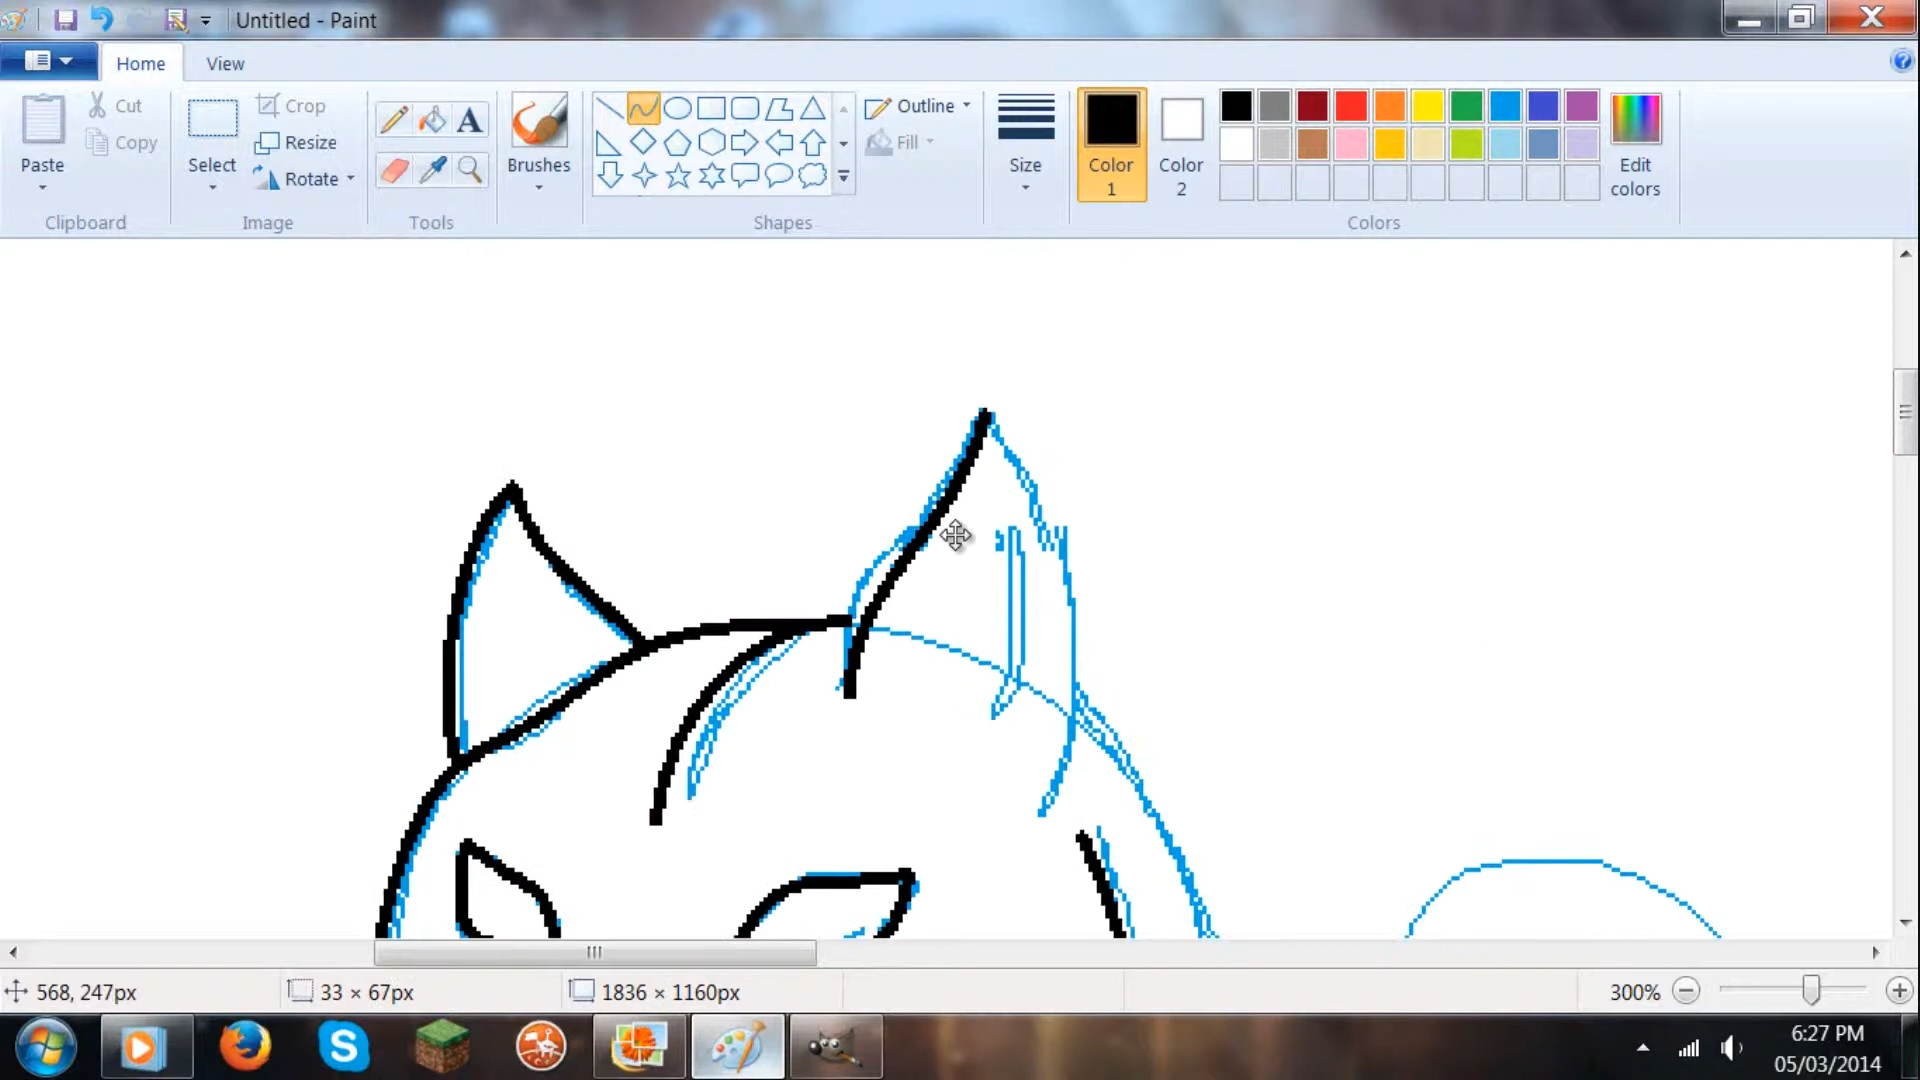 Untitled - Paint
Home View
Paste
Cut
Copy
Clipboard
Select
Crop
Resize
Rotate
Image
A
Tools
Brushes
Outline
Fill
Shapes
Size
Color 1
Color 2
Edit colors
Colors
568, 247px
33 × 67px
1836 × 1160px
300%
6:27 PM
05/03/2014